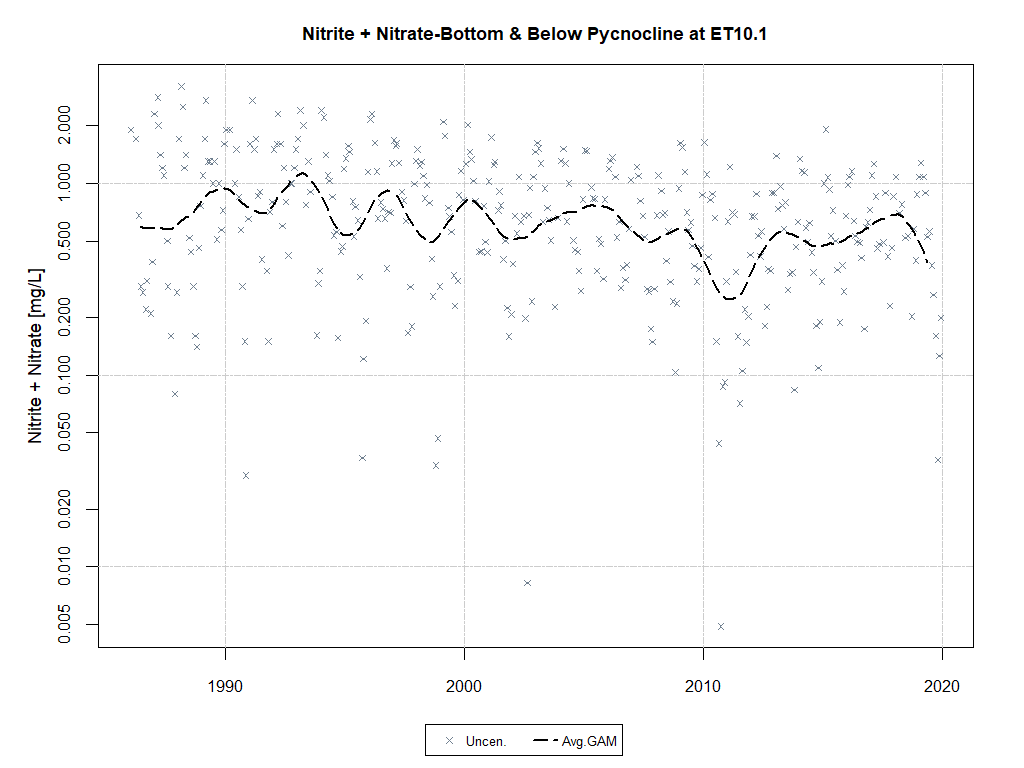 Nitrite + Nitrate-Bottom & Below Pycnocline at ET10.1
Nitrite + Nitrate [mg/L]
2.000
1.000
0.500
0.200
0.100
0.050
0.020
0.010
0.005
1990 2000 2010 2020
Uncen. Avg.GAM